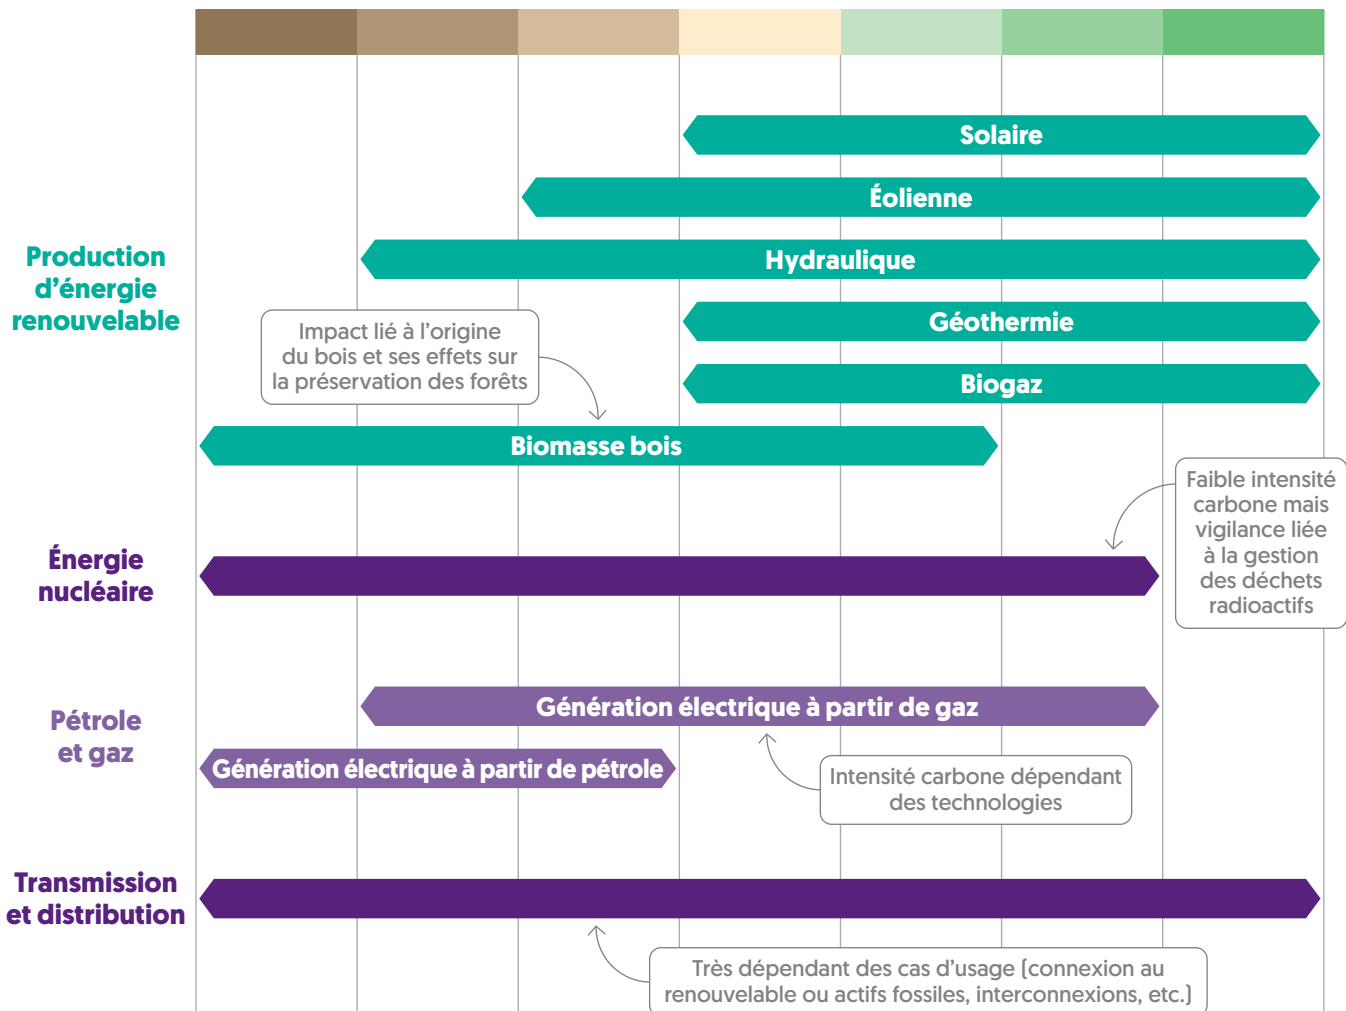 Solaire
Éolienne
Production
d’énergie
renouvelable
Hydraulique
Géothermie
Impact lié à l’origine
du bois et ses effets sur
la préservation des forêts
Biogaz
Biomasse bois
Faible intensité
carbone mais
vigilance liée
à la gestion
des déchets
radioactifs
Énergie
nucléaire
Pétrole
et gaz
Génération électrique à partir de gaz
Génération électrique à partir de pétrole
Intensité carbone dépendant
des technologies
Transmission
et distribution
Très dépendant des cas d’usage (connexion au
renouvelable ou actifs fossiles, interconnexions, etc.)